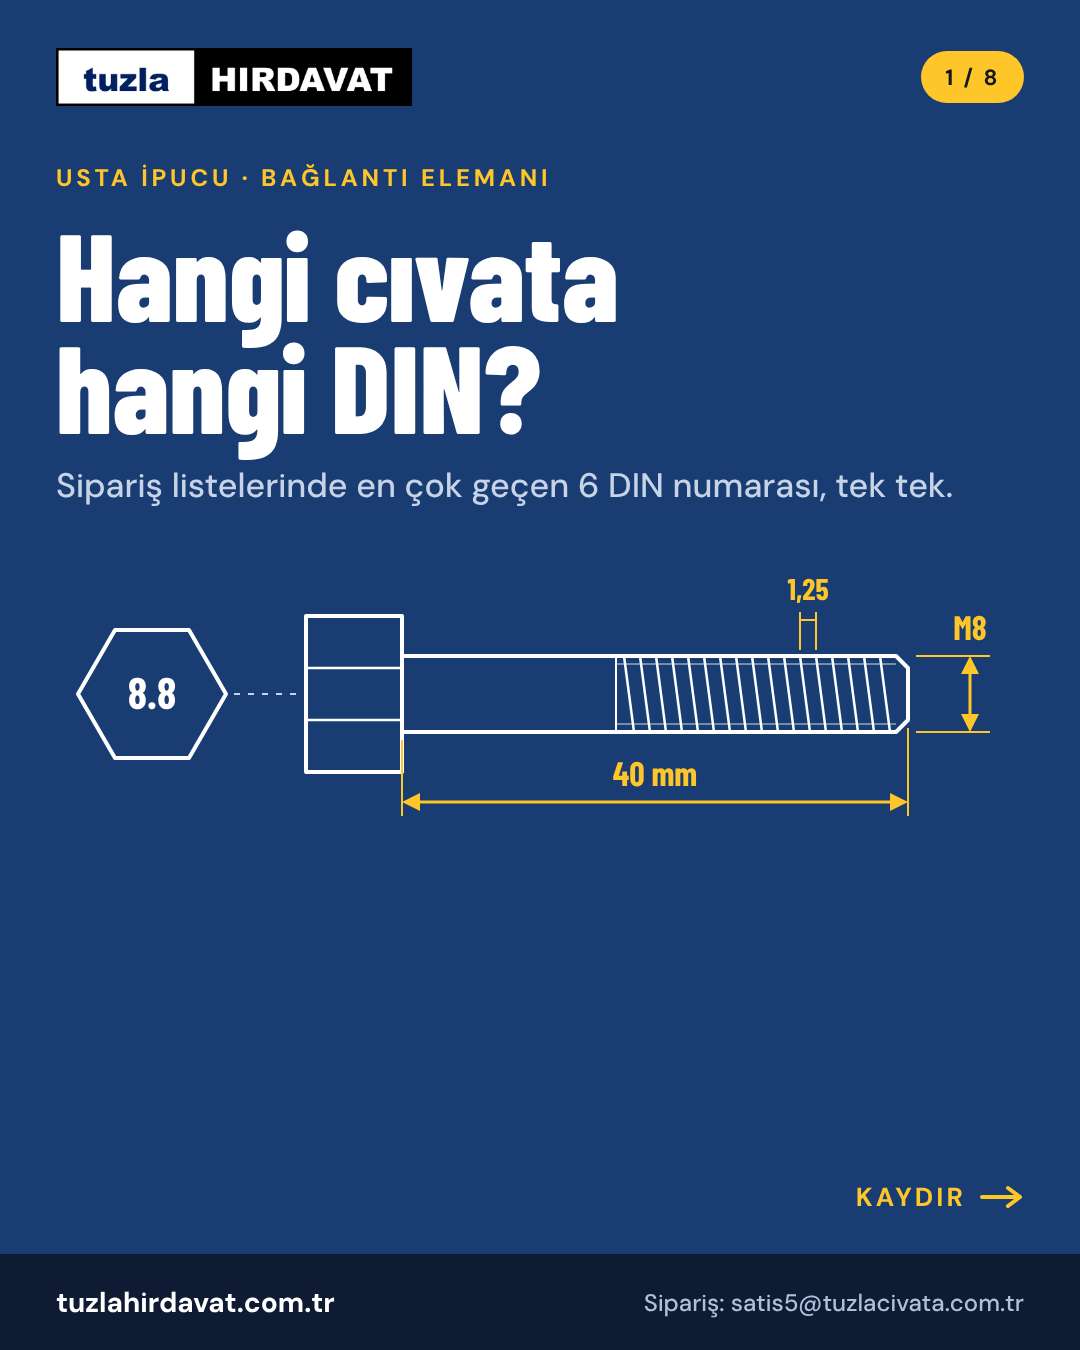 tuzla HIRDAVAT
1 / 8
USTA İPUCU · BAĞLANTI ELEMANI
Hangi cıvata
hangi DIN?
Sipariş listelerinde en çok geçen 6 DIN numarası, tek tek.
1,25
M8
8.8
40 mm
KAYDIR
tuzlahirdavat.com.tr
Sipariş: satis5@tuzlacivata.com.tr